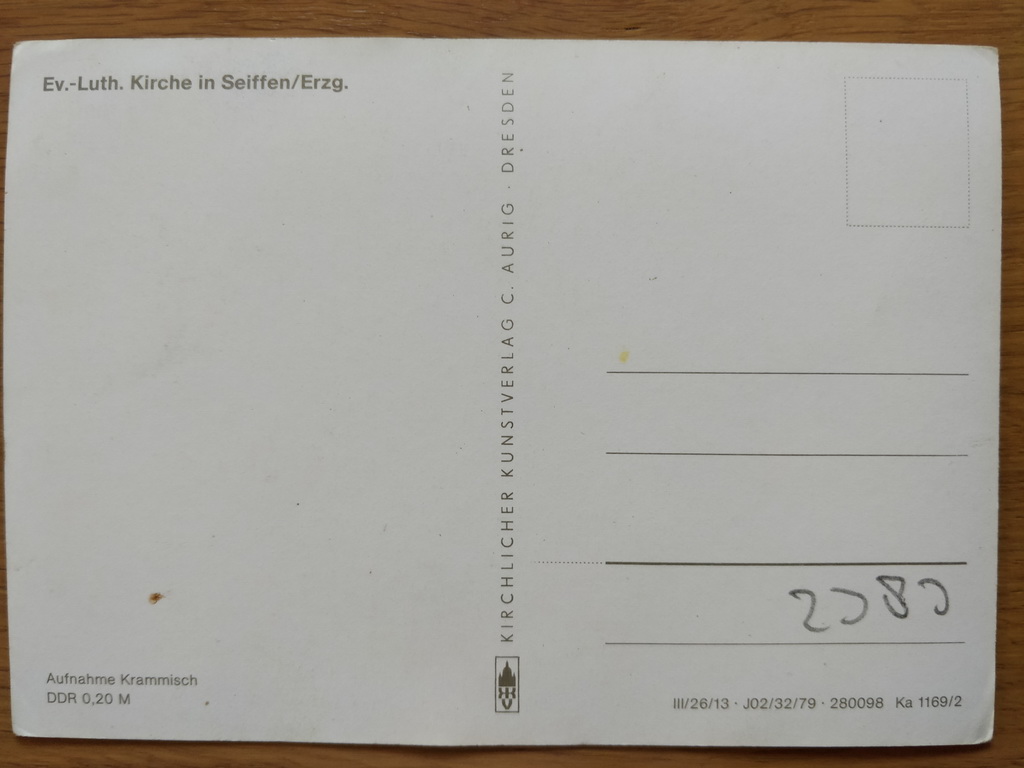 Ev.-Luth. Kirche in Seiffen/Erzg.
KIRCHLICHER KUNSTVERLAG C. AURIG · DRESDEN
Aufnahme Krammisch
DDR 0,20 M
III/26/13 · J02/32/79 · 280098 Ka 1169/2